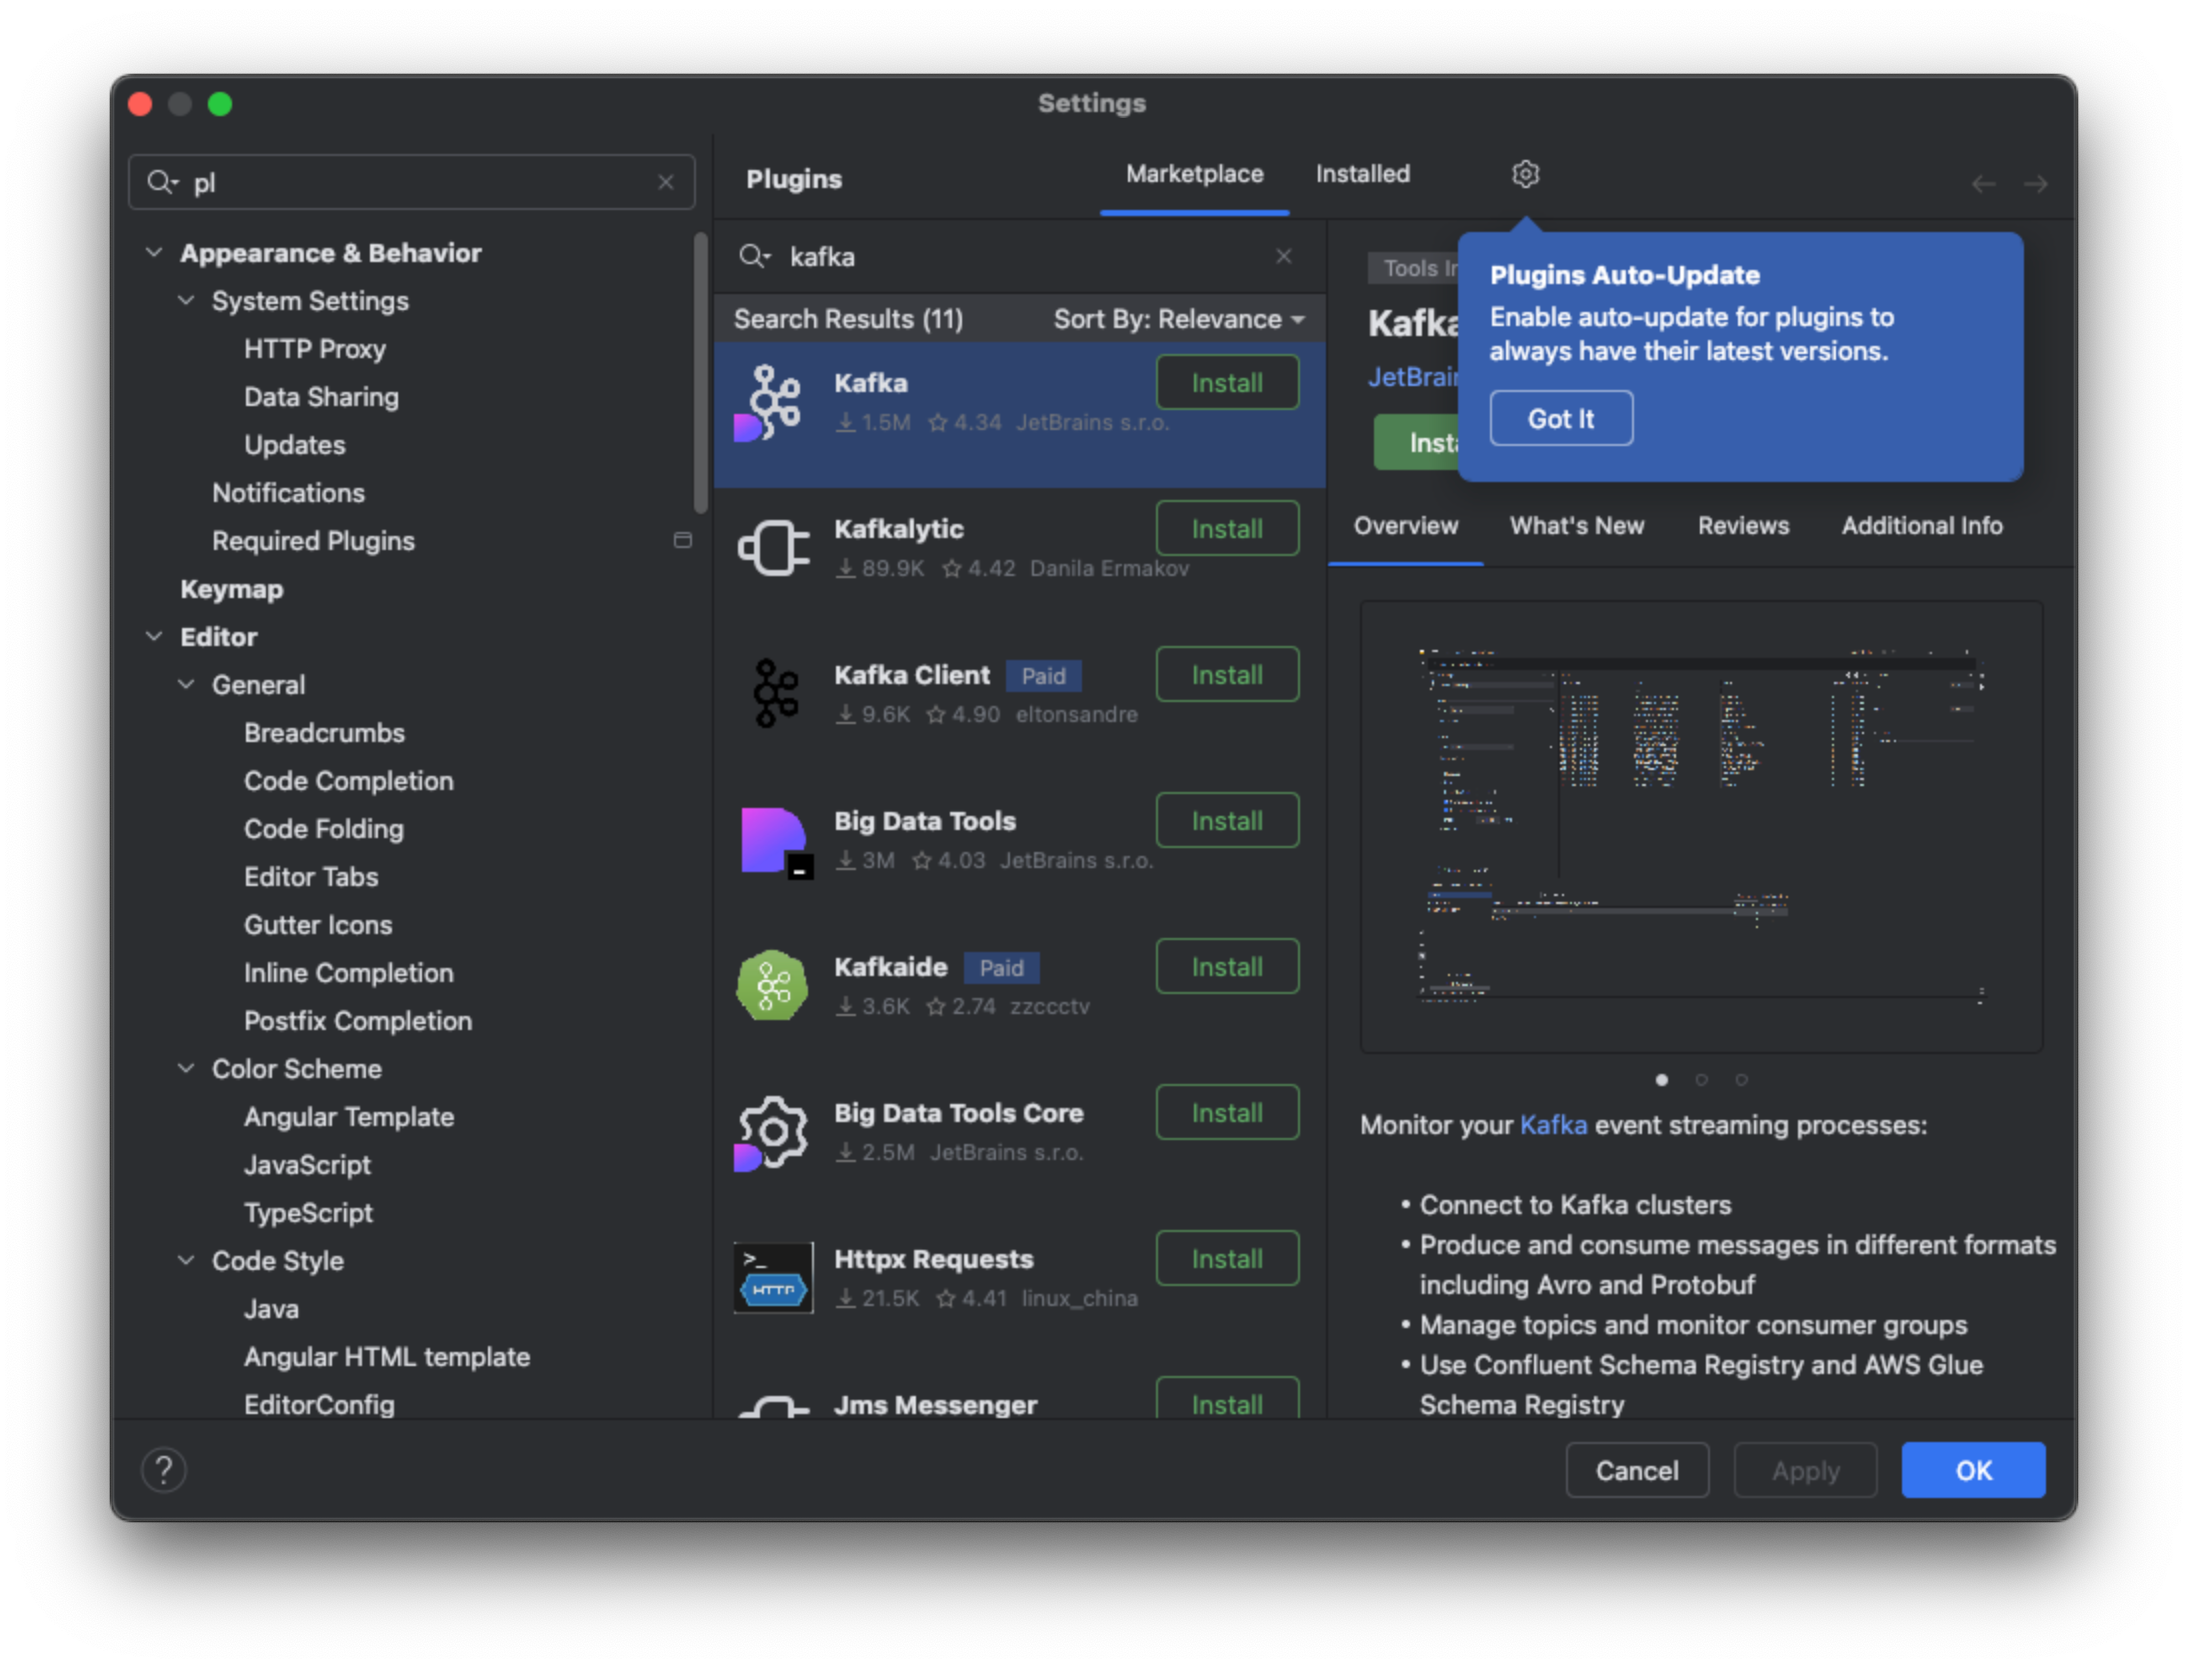 Settings
pl
Appearance & Behavior
System Settings
HTTP Proxy
Data Sharing
Updates
Notifications
Required Plugins
Keymap
Editor
General
Breadcrumbs
Code Completion
Code Folding
Editor Tabs
Gutter Icons
Inline Completion
Postfix Completion
Color Scheme
Angular Template
JavaScript
TypeScript
Code Style
Java
Angular HTML template
EditorConfig
Plugins
Marketplace
Installed
kafka
Search Results (11) Sort By: Relevance
Kafka Install
1.5M 4.34 JetBrains s.r.o.
Kafkalytic Install
89.9K 4.42 Danila Ermakov
Kafka Client Paid Install
9.6K 4.90 eltonsandre
Big Data Tools Install
3M 4.03 JetBrains s.r.o.
Kafkaide Paid Install
3.6K 2.74 zzccctv
Big Data Tools Core Install
2.5M JetBrains s.r.o.
>_
HTTP
Httpx Requests Install
21.5K 4.41 linux_china
Jms Messenger Install
Tools
Kafka
Plugins Auto-Update
Enable auto-update for plugins to
always have their latest versions.
Got It
Overview What's New Reviews Additional Info
Monitor your Kafka event streaming processes:
• Connect to Kafka clusters
• Produce and consume messages in different formats
including Avro and Protobuf
• Manage topics and monitor consumer groups
• Use Confluent Schema Registry and AWS Glue
Schema Registry
?
Cancel Apply OK